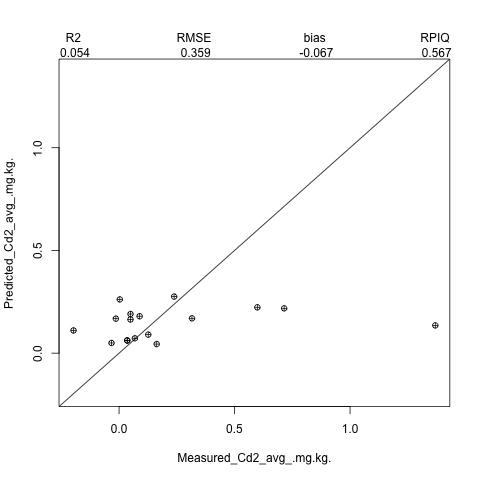 R2 RMSE bias RPIQ
0.054 0.359 -0.067 0.567
Predicted_Cd2_avg_.mg.kg.
1.0
0.5
0.0
0.0 0.5 1.0
Measured_Cd2_avg_.mg.kg.